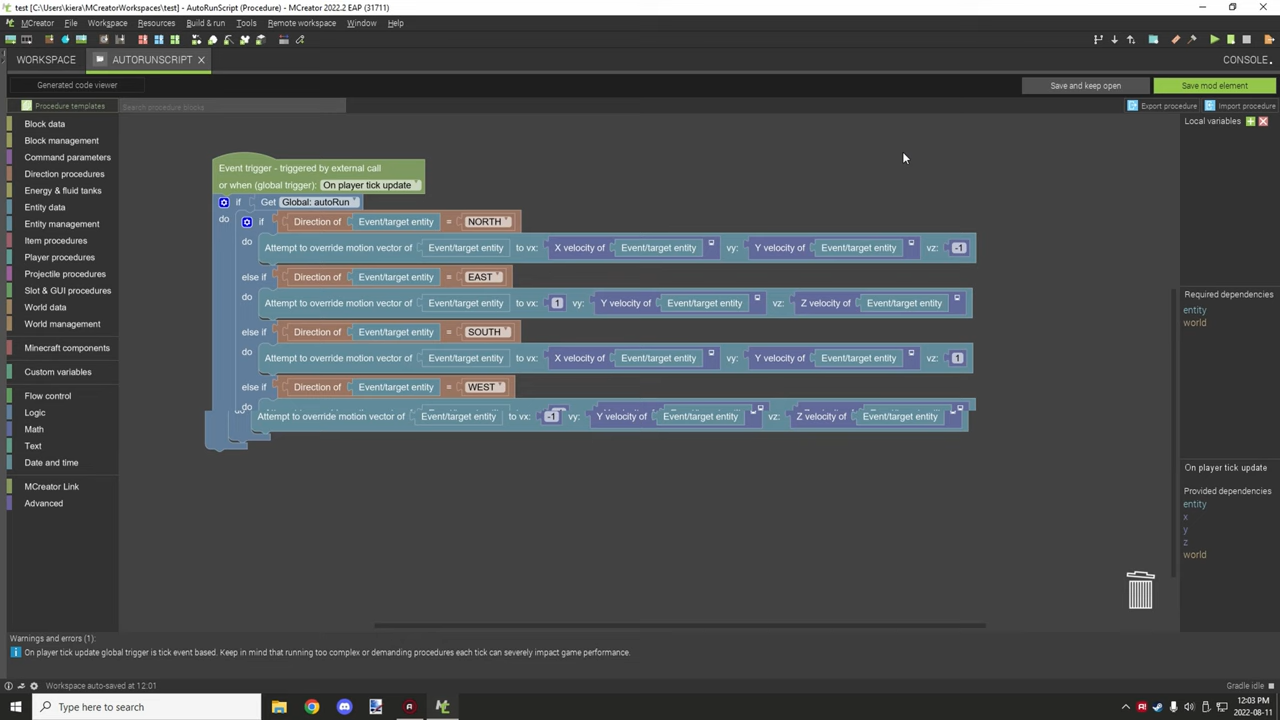 test [C:\Users\kiera\MCreatorWorkspaces\test] - AutoRunScript (Procedure) - MCreator 2022.2 EAP (31711)
MCreator File Workspace Resources Build & run Tools Remote workspace Window Help
WORKSPACE AUTORUNSCRIPT CONSOLE
Generated code viewer Save and keep open Save mod element
Procedure templates Search procedure blocks Export procedure Import procedure
Local variables
Block data
Block management
Command parameters
Direction procedures
Energy & fluid tanks
Entity data
Entity management
Item procedures
Player procedures
Projectile procedures
Slot & GUI procedures
World data
World management
Minecraft components
Custom variables
Flow control
Logic
Math
Text
Date and time
MCreator Link
Advanced
Event trigger - triggered by external call
or when (global trigger): On player tick update
if Get Global: autoRun
do if Direction of Event/target entity = NORTH
do Attempt to override motion vector of Event/target entity to vx: X velocity of Event/target entity vy: Y velocity of Event/target entity vz: -1
else if Direction of Event/target entity = EAST
do Attempt to override motion vector of Event/target entity to vx: 1 vy: Y velocity of Event/target entity vz: Z velocity of Event/target entity
else if Direction of Event/target entity = SOUTH
do Attempt to override motion vector of Event/target entity to vx: X velocity of Event/target entity vy: Y velocity of Event/target entity vz: 1
else if Direction of Event/target entity = WEST
do Attempt to override motion vector of Event/target entity to vx: -1 vy: Y velocity of Event/target entity vz: Z velocity of Event/target entity
Required dependencies
entity
world
On player tick update
Provided dependencies
entity
x
y
z
world
Warnings and errors (1):
On player tick update global trigger is tick event based. Keep in mind that running too complex or demanding procedures each tick can severely impact game performance.
Workspace auto-saved at 12:01 Gradle idle
Type here to search
12:03 PM
2022-08-11